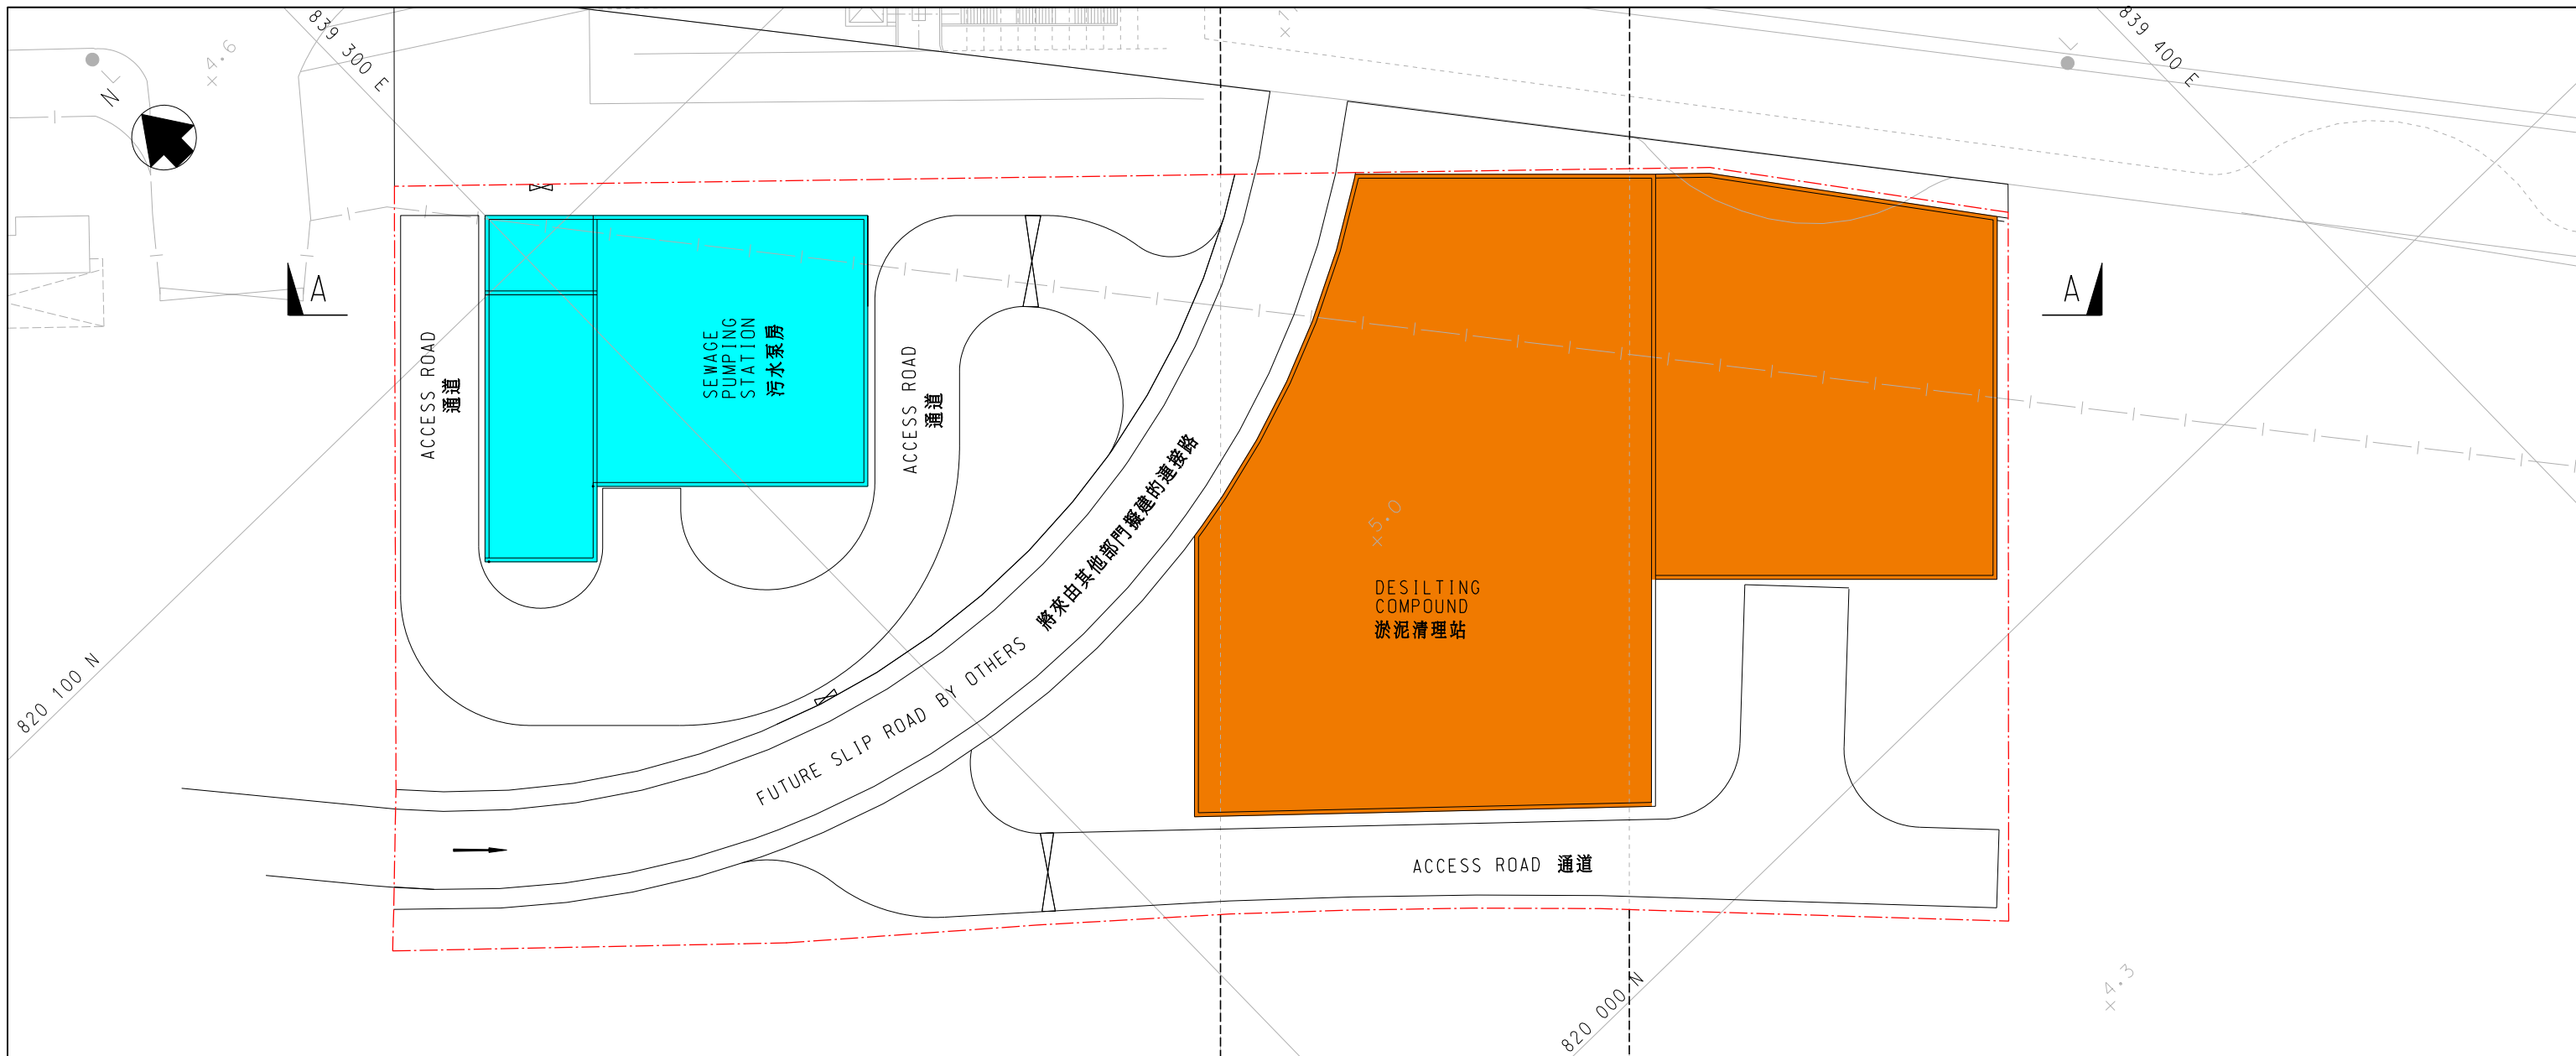 839 300 E
839 400 E
4.6
N
A
A
ACCESS ROAD
通道
SEWAGE
PUMPING
STATION
污水泵房
ACCESS ROAD
通道
FUTURE SLIP ROAD BY OTHERS 將來由其他部門擬建的連接路
5.0
DESILTING
COMPOUND
淤泥清理站
820 100 N
ACCESS ROAD 通道
820 000 N
4.3